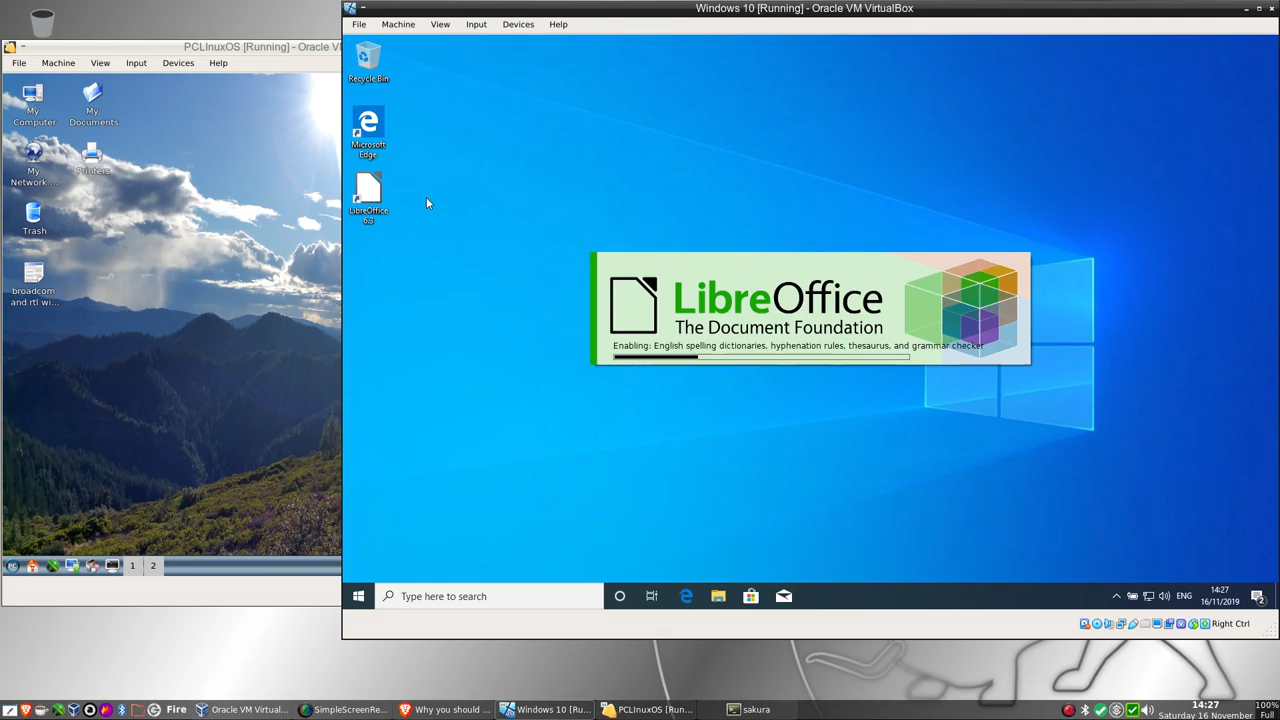 Windows 10 [Running] - Oracle VM VirtualBox
File Machine View Input Devices Help
PCLInuxOS [Running] - Oracle VM
File Machine View Input Devices Help
My
Computer
My
Documents
My
Network ...
Printers
Trash
broadcom
and rtl wi...
1 2
Recycle Bin
Microsoft
Edge
LibreOffice
6.3
LibreOffice
The Document Foundation
Enabling: English spelling dictionaries, hyphenation rules, thesaurus, and grammar checker
Type here to search
ENG
14:27
16/11/2019
2
Right Ctrl
Fire
Oracle VM Virtual...
SimpleScreenRe...
Why you should ...
Windows 10 [Ru...
PCLInuxOS [Run...
sakura
14:27
Saturday 16 November
100%
Full